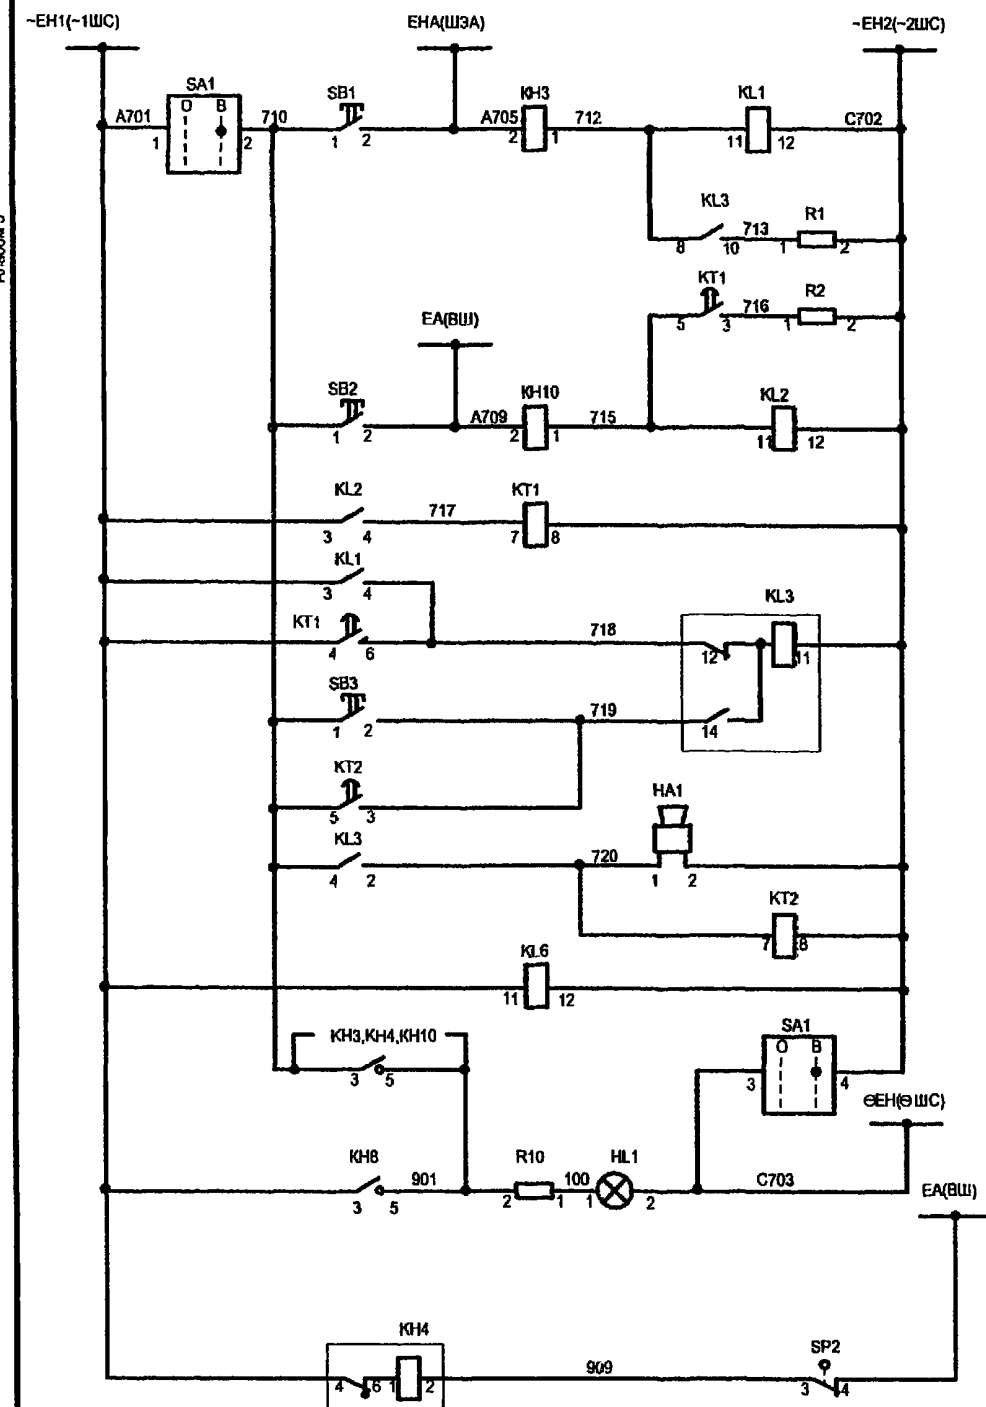 ~ЕН1(~1ШС) ЕНА(ШЗА) ~ЕН2(~2ШС)
SA1 SB1 КН3 KL1
O B
А701 710 А705 712 С702
1 2 1 2 2 1 11 12
KL3 R1
713
8 10 1 2
КТ1 R2
716
5 3 1 2
ЕА(ВШ)
SB2 КН10 KL2
А709 715
1 2 2 1 11 12
KL2 КТ1
717
3 4 7 8
KL1
3 4
КТ1 KL3
718
4 6 12 11
SB3
719
1 2 14
КТ2 НА1
5 3
KL3
720
4 2 1 2
КТ2
7 8
KL6
11 12
КН3,КН4,КН10 SA1
O B
3 5 3 4
ӨЕН(ӨШС)
КН8 R10 HL1
901 100 С703
3 5 2 1 1 2
ЕА(ВШ)
КН4 SP2
909
4 6 1 2 3 4